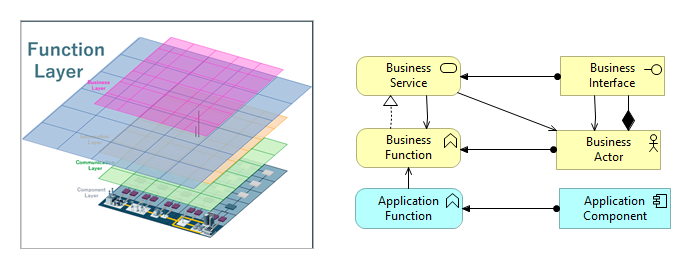 Function
Layer
Business
Layer
Communication
Layer
Component
Layer
Business
Service
Business
Interface
Business
Function
Business
Actor
Application
Function
Application
Component